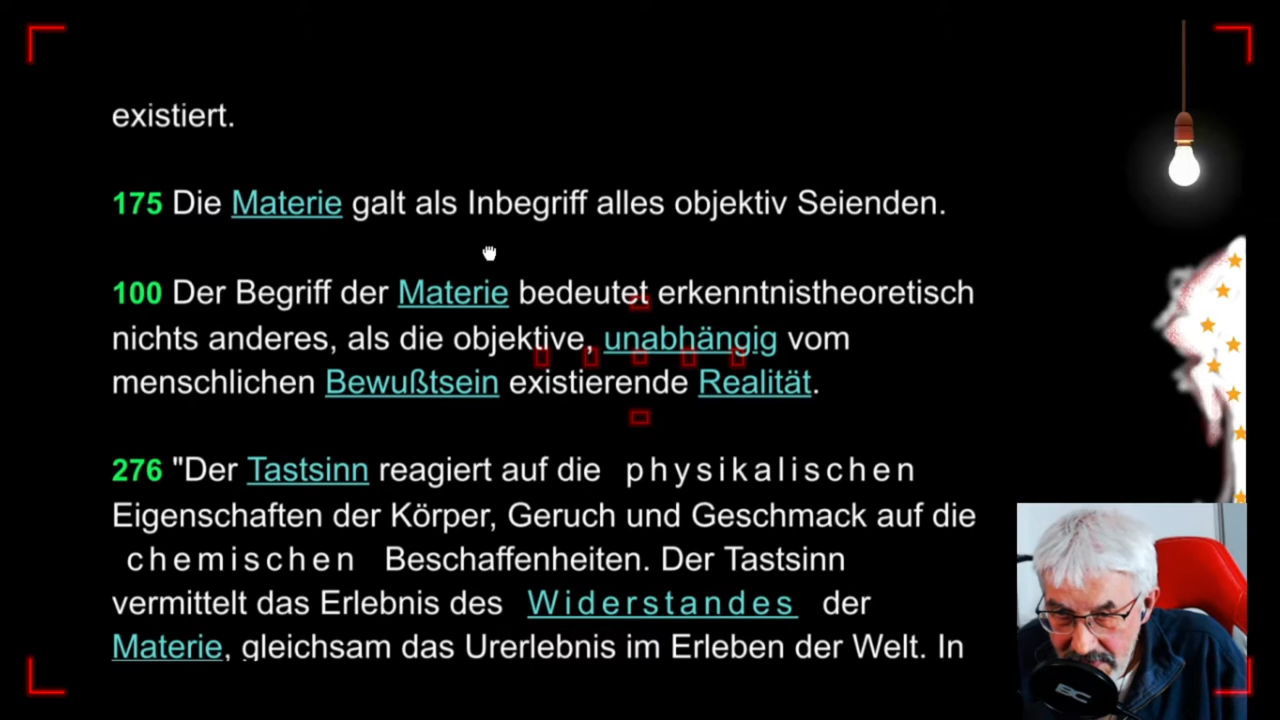 existiert.
175 Die Materie galt als Inbegriff alles objektiv Seienden.
100 Der Begriff der Materie bedeutet erkenntnistheoretisch
nichts anderes, als die objektive, unabhängig vom
menschlichen Bewußtsein existierende Realität.
276 "Der Tastsinn reagiert auf die physikalischen
Eigenschaften der Körper, Geruch und Geschmack auf die
chemischen Beschaffenheiten. Der Tastsinn
vermittelt das Erlebnis des Widerstandes der
Materie, gleichsam das Urerlebnis im Erleben der Welt. In